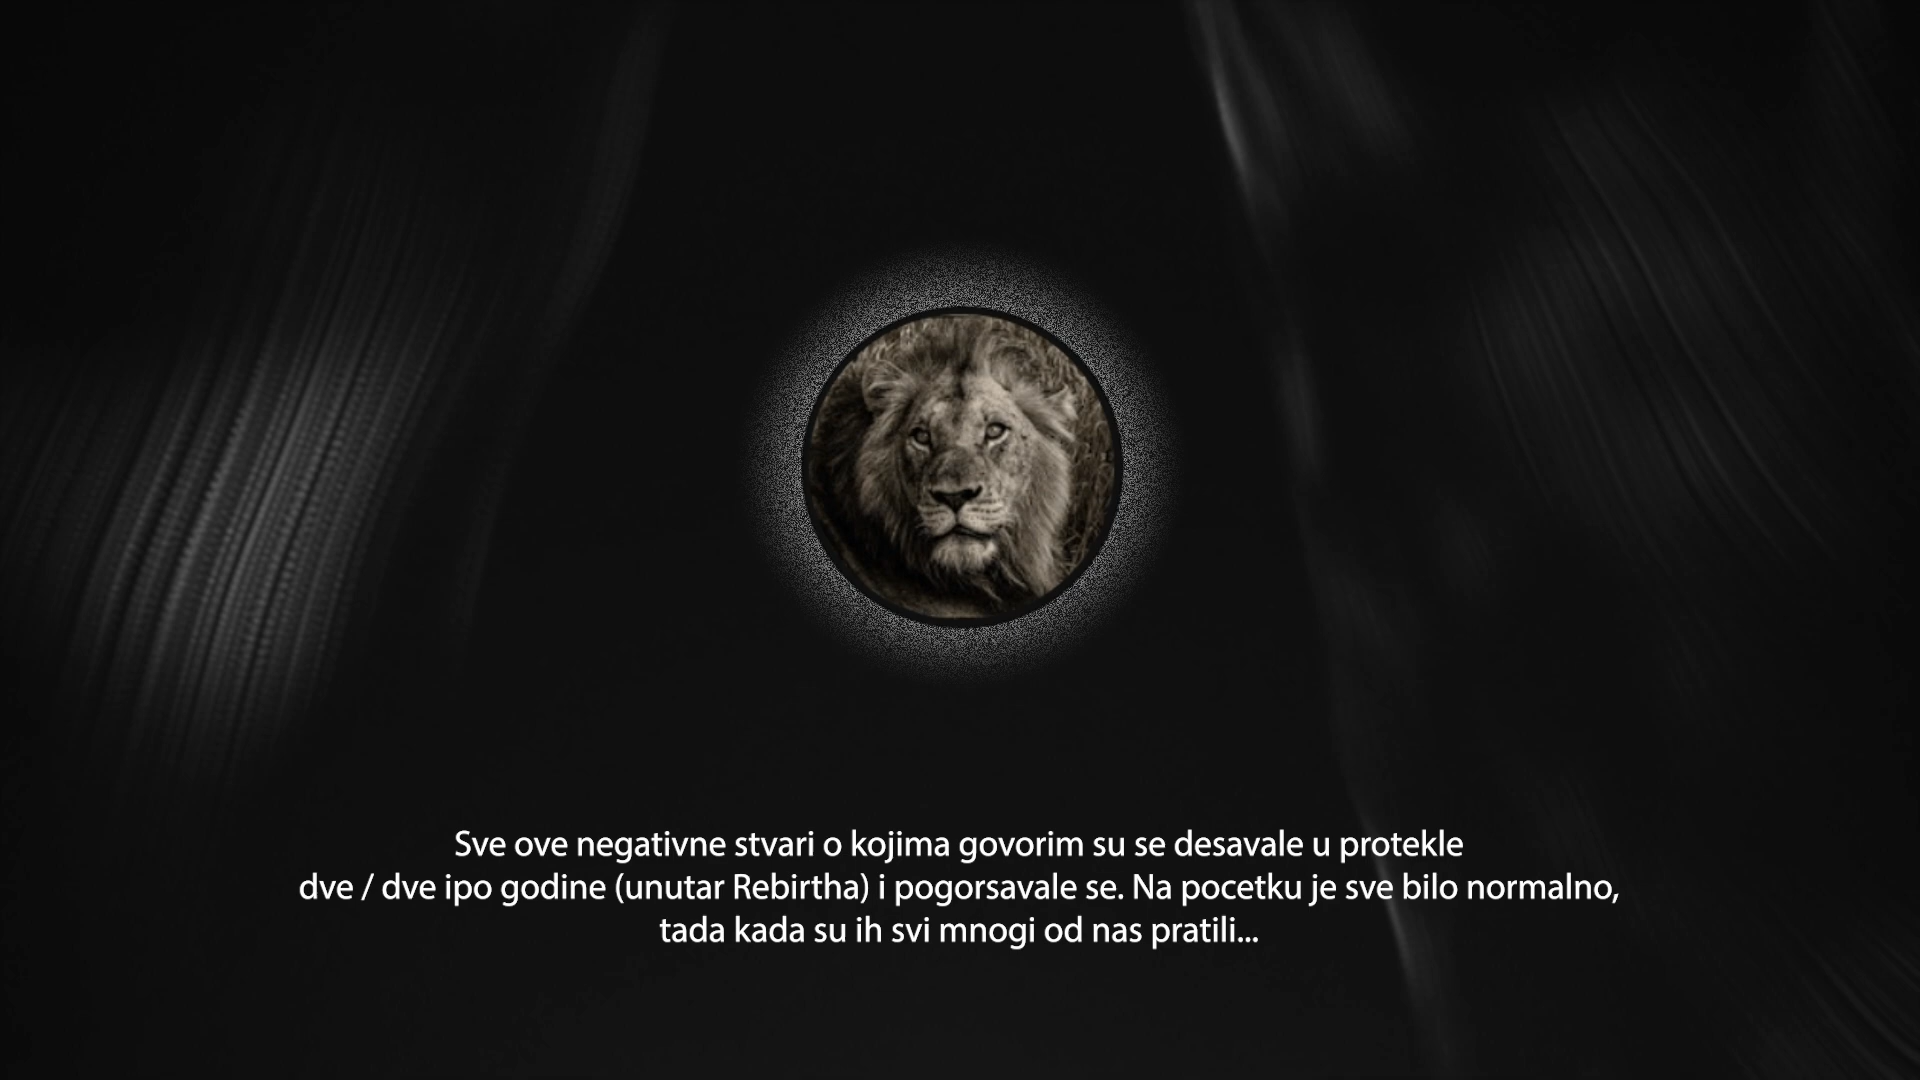 Sve ove negativne stvari o kojima govorim su se desavale u protekle
dve / dve ipo godine (unutar Rebirtha) i pogorsavale se. Na pocetku je sve bilo normalno,
tada kada su ih svi mnogi od nas pratili...